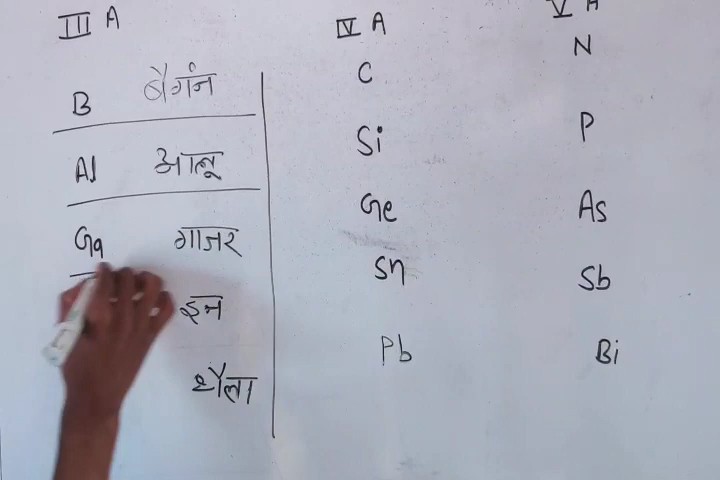 III A IV A V A
B बैगंन C N
Al आलू Si P
Ga गाजर Ge As
इन Sn Sb
थैला Pb Bi